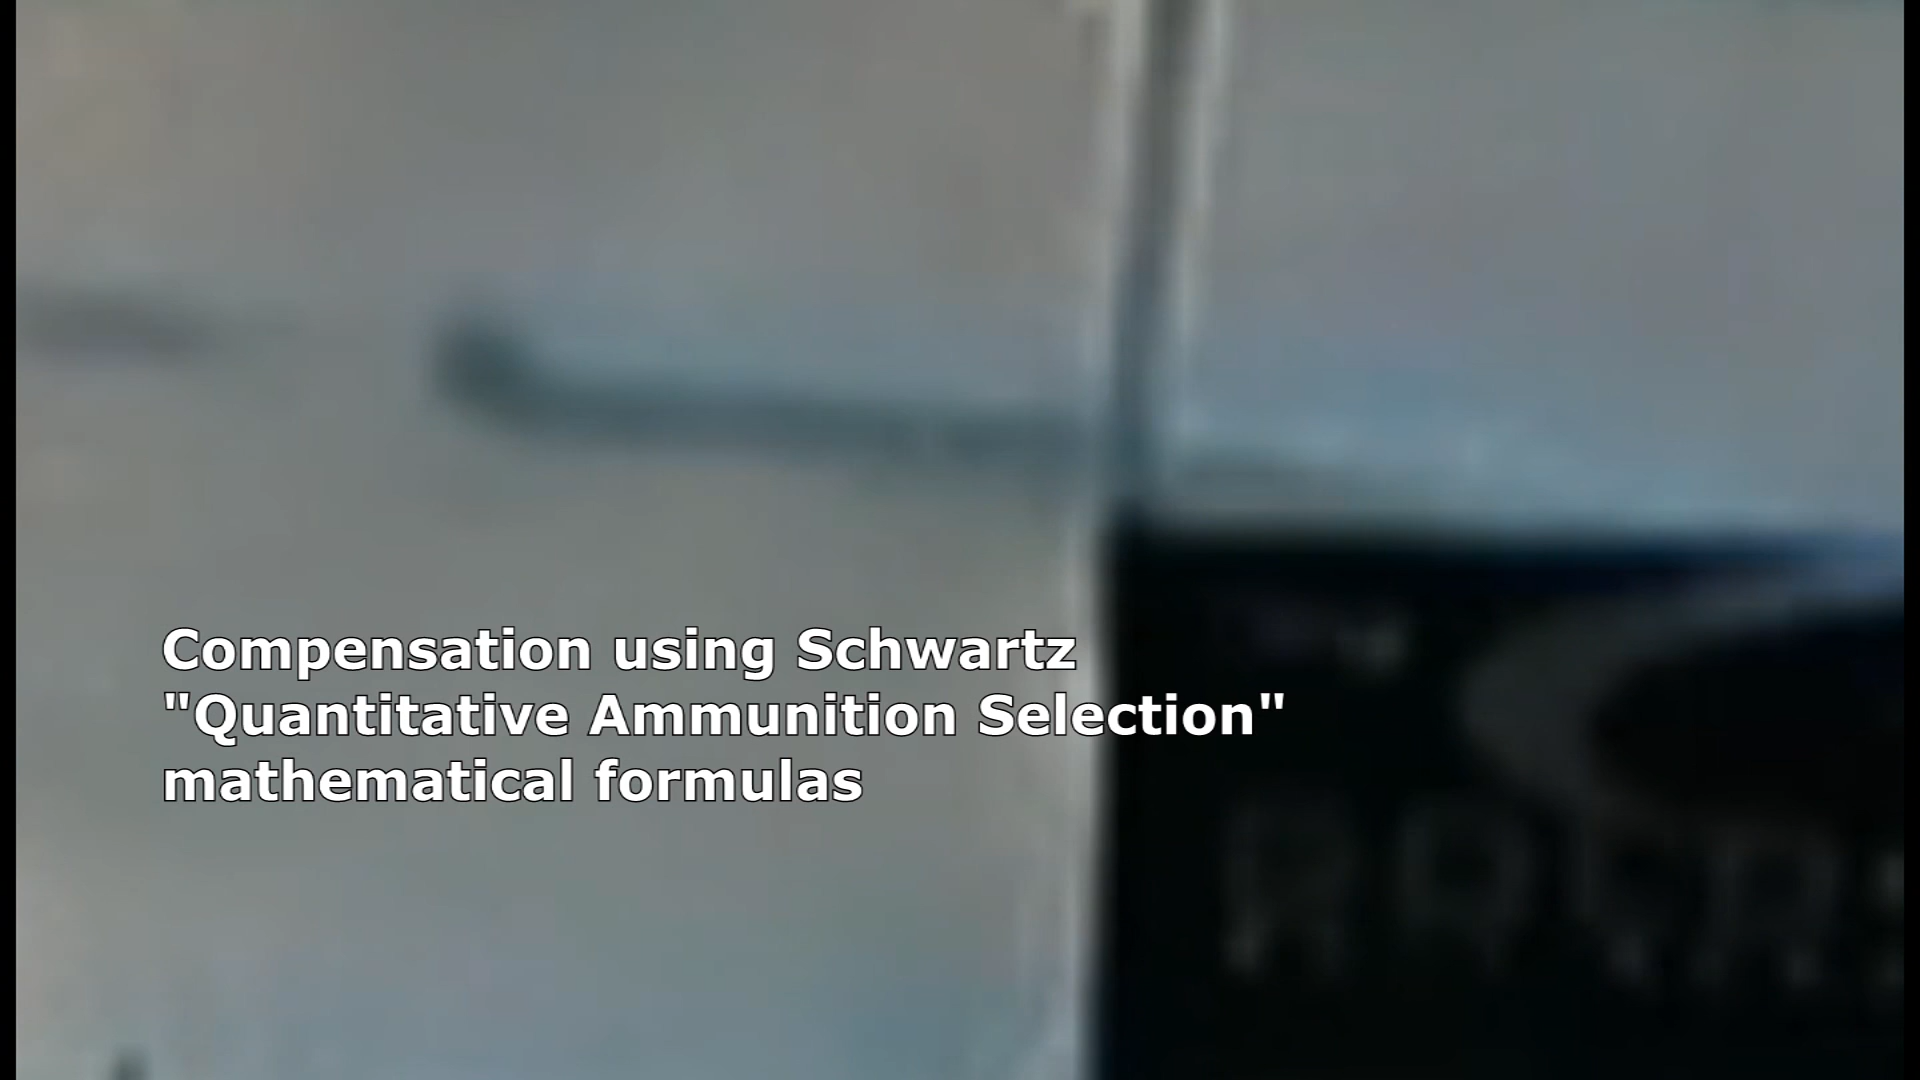 Compensation using Schwartz
"Quantitative Ammunition Selection"
mathematical formulas